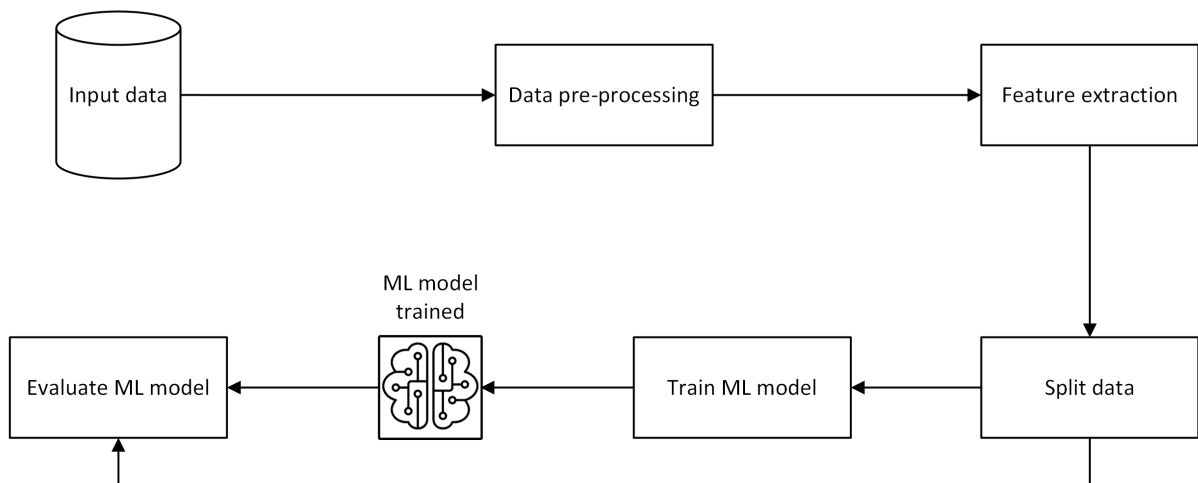 Input data
Data pre-processing
Feature extraction
ML model
trained
Evaluate ML model
Train ML model
Split data